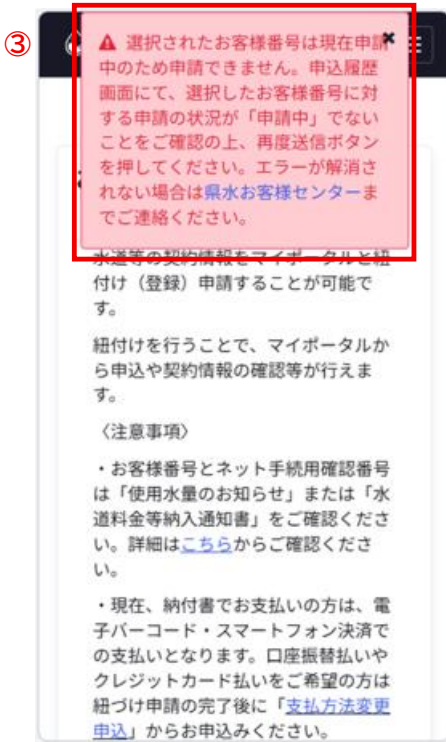 ③
▲ 選択されたお客様番号は現在申請
中のため申請できません。申込履歴
画面にて、選択したお客様番号に対
する申請の状況が「申請中」でない
ことをご確認の上、再度送信ボタン
を押してください。エラーが解消さ
れない場合は県水お客様センターま
でご連絡ください。
水道等の契約情報をマイポータルと紐
付け（登録）申請することが可能で
す。
紐付けを行うことで、マイポータルか
ら申込や契約情報の確認等が行えま
す。
〈注意事項〉
・お客様番号とネット手続用確認番号
は「使用水量のお知らせ」または「水
道料金等納入通知書」をご確認くださ
い。詳細はこちらからご確認くださ
い。
・現在、納付書でお支払いの方は、電
子バーコード・スマートフォン決済で
の支払いとなります。口座振替払いや
クレジットカード払いをご希望の方は
紐づけ申請の完了後に「支払方法変更
申込」からお申込みください。